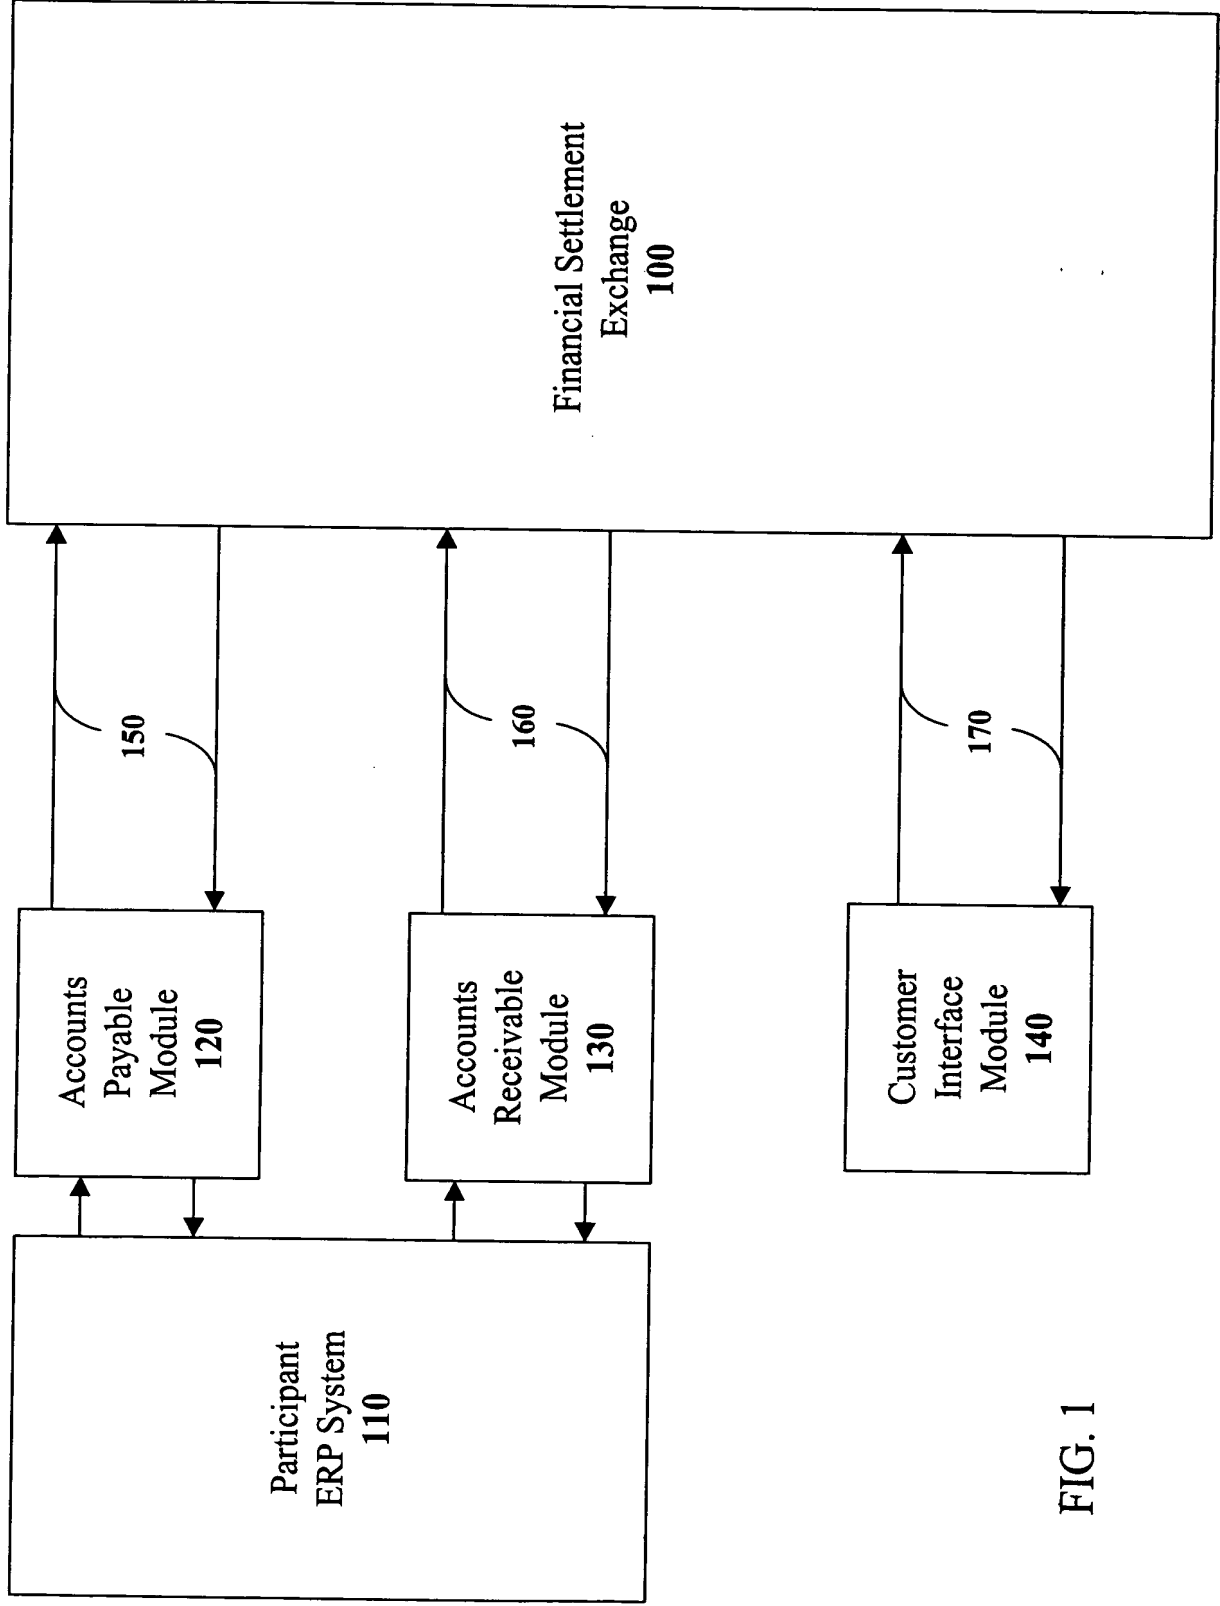 Participant
ERP System
110
Accounts
Payable
Module
120
Accounts
Receivable
Module
130
Customer
Interface
Module
140
150
160
170
Financial Settlement
Exchange
100
FIG. 1